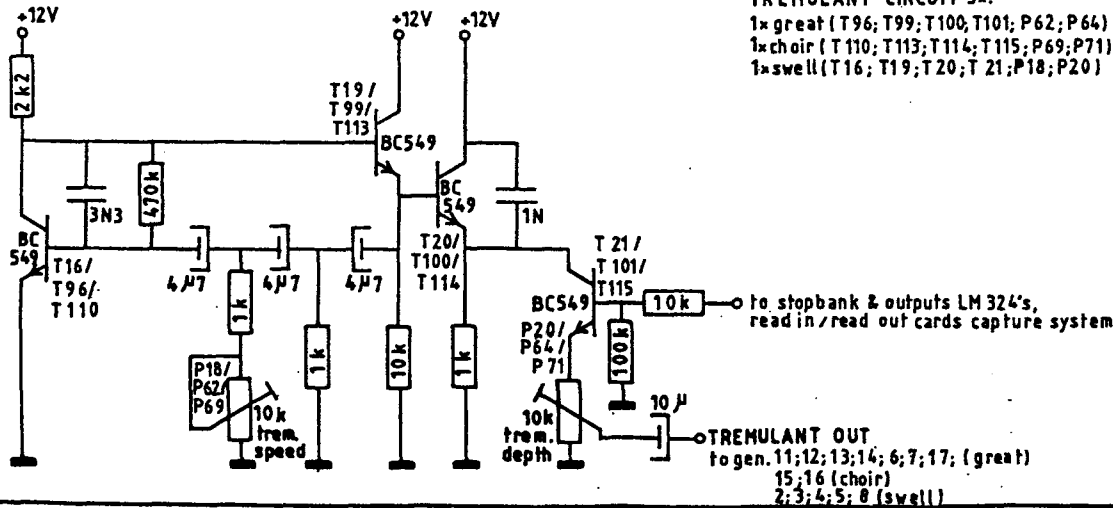 TREMULANT CIRCUIT 3x:
1x great (T96; T99; T100; T101; P62; P64)
1x choir (T110; T113; T114; T115; P69; P71)
1x swell (T16; T19; T20; T21; P18; P20)
+12V
+12V
+12V
2k2
T19/
T99/
T113
BC549
3N3
470k
BC
549
1N
BC
549
T16/
T96/
T110
4µ7
4µ7
4µ7
T20/
T100/
T114
T21/
T101/
T115
BC549
10k
to stopbank & outputs LM 324's,
read in/read out cards capture system
1k
P18/
P62/
P69
10k
trem.
speed
1k
10k
1k
P20/
P64/
P71
100k
10k
trem.
depth
10µ
TREMULANT OUT
to gen. 11;12;13;14; 6;7;17; (great)
15;16 (choir)
2;3;4;5; 8 (swell)